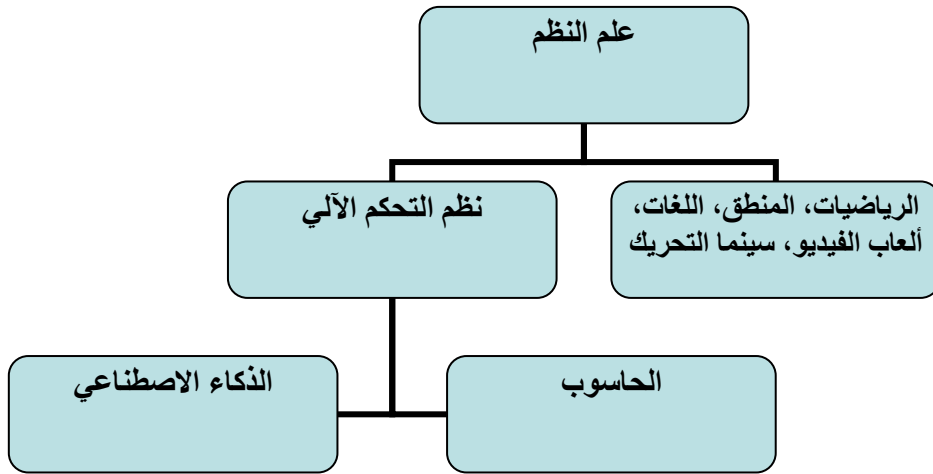 علم النظم
الرياضيات، المنطق، اللغات،
ألعاب الفيديو، سينما التحريك
نظم التحكم الآلي
الحاسوب
الذكاء الاصطناعي